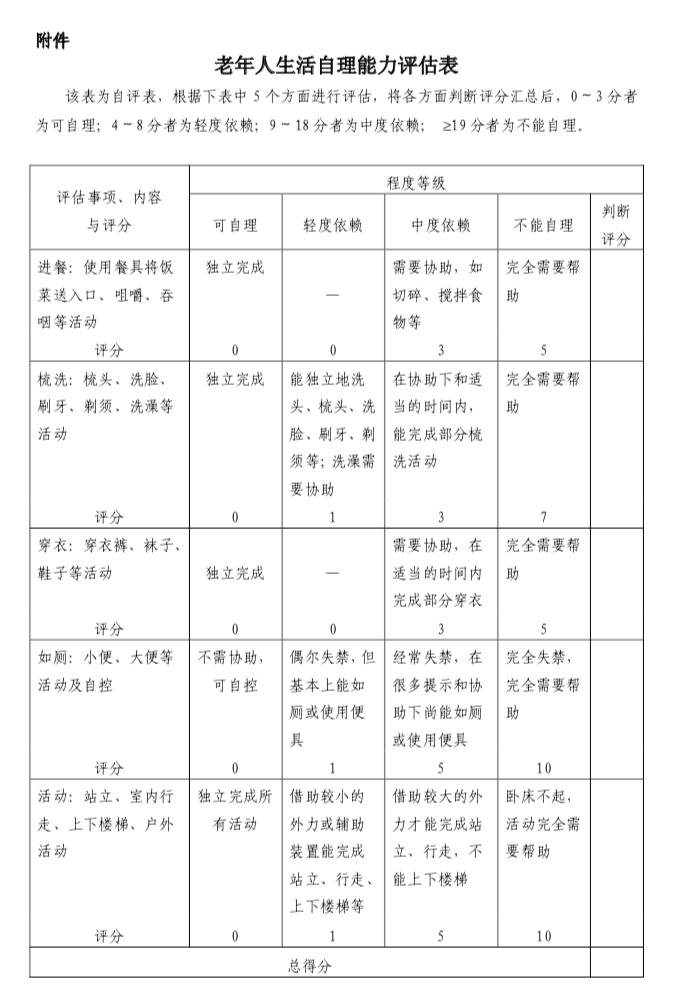 附件
老年人生活自理能力评估表
该表为自评表，根据下表中 5 个方面进行评估，将各方面判断评分汇总后，0～3 分者
为可自理；4～8 分者为轻度依赖；9～18 分者为中度依赖； ≥19 分者为不能自理。
评估事项、内容
与评分
程度等级
可自理
轻度依赖
中度依赖
不能自理
判断
评分
进餐：使用餐具将饭
菜送入口、咀嚼、吞
咽等活动
独立完成
—
需要协助，如
切碎、搅拌食
物等
完全需要帮
助
评分 0 0 3 5
梳洗：梳头、洗脸、
刷牙、剃须、洗澡等
活动
独立完成
能独立地洗
头、梳头、洗
脸、刷牙、剃
须等；洗澡需
要协助
在协助下和适
当的时间内，
能完成部分梳
洗活动
完全需要帮
助
评分 0 1 3 7
穿衣：穿衣裤、袜子、
鞋子等活动
独立完成
—
需要协助，在
适当的时间内
完成部分穿衣
完全需要帮
助
评分 0 0 3 5
如厕：小便、大便等
活动及自控
不需协助，
可自控
偶尔失禁，但
基本上能如
厕或使用便
具
经常失禁，在
很多提示和协
助下尚能如厕
或使用便具
完全失禁，
完全需要帮
助
评分 0 1 5 10
活动：站立、室内行
走、上下楼梯、户外
活动
独立完成所
有活动
借助较小的
外力或辅助
装置能完成
站立、行走、
上下楼梯等
借助较大的外
力才能完成站
立、行走，不
能上下楼梯
卧床不起，
活动完全需
要帮助
评分 0 1 5 10
总得分